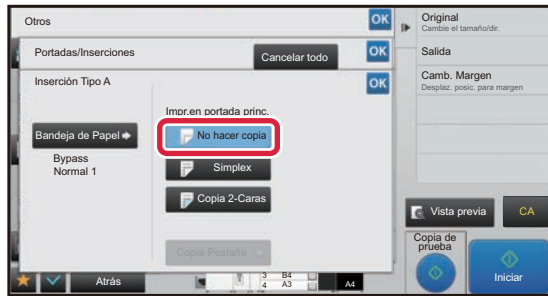 Otros
OK
Portadas/Inserciones
Cancelar todo
OK
Inserción Tipo A
OK
Impr.en portada princ.
Bandeja de Papel
Bypass
Normal 1
No hacer copia
Simplex
Copia 2-Caras
Copia Pestaña
Atrás
3 B4
4 A3
A4
Original
Cambie el tamaño/dir.
Salida
Camb. Margen
Desplaz. posic. para margen
Vista previa
CA
Copia de
prueba
Iniciar